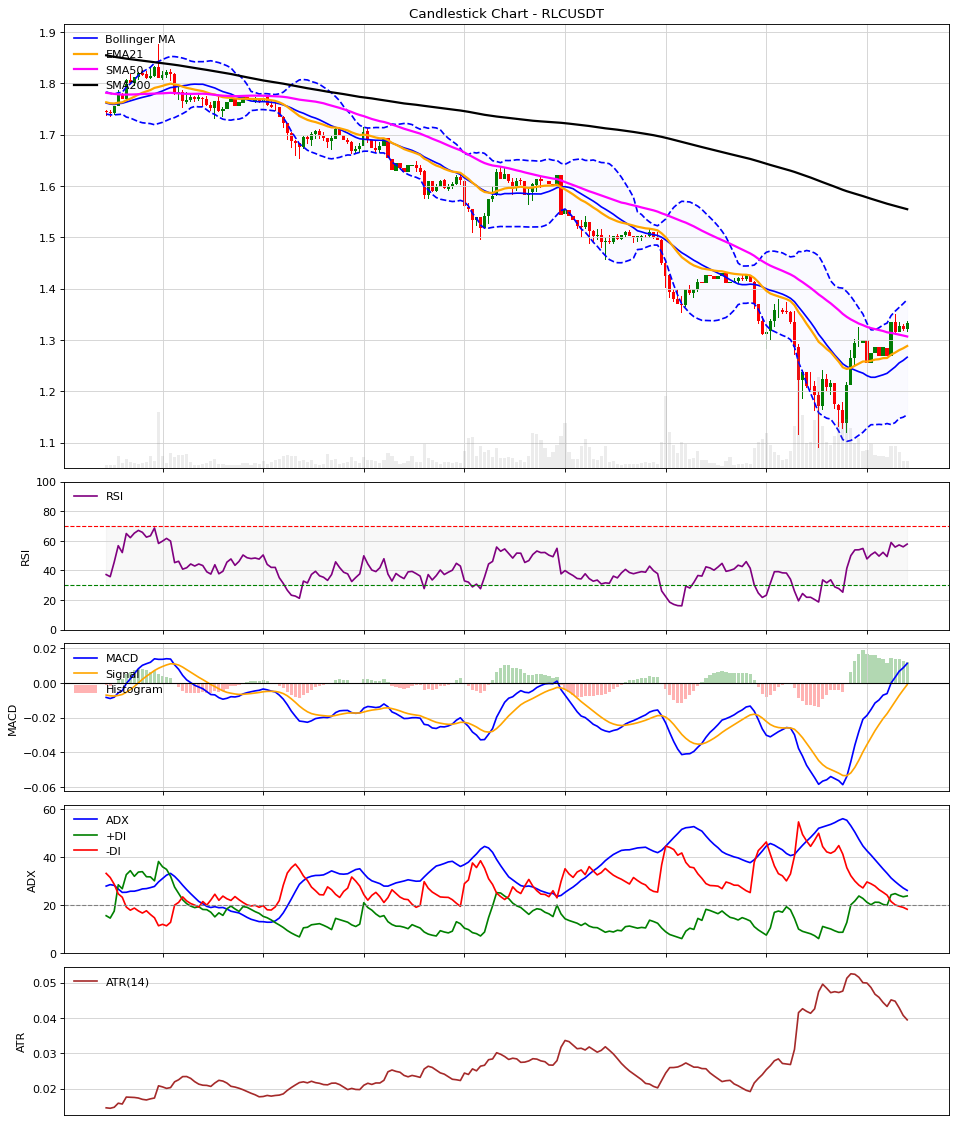 Candlestick Chart - RLCUSDT
Bollinger MA
EMA21
SMA50
SMA200
1.9
1.8
1.7
1.6
1.5
1.4
1.3
1.2
1.1
RSI
RSI
100
80
60
40
20
0
MACD
Signal
Histogram
MACD
0.02
0.00
−0.02
−0.04
−0.06
ADX
+DI
-DI
ADX
60
40
20
0
ATR(14)
ATR
0.05
0.04
0.03
0.02